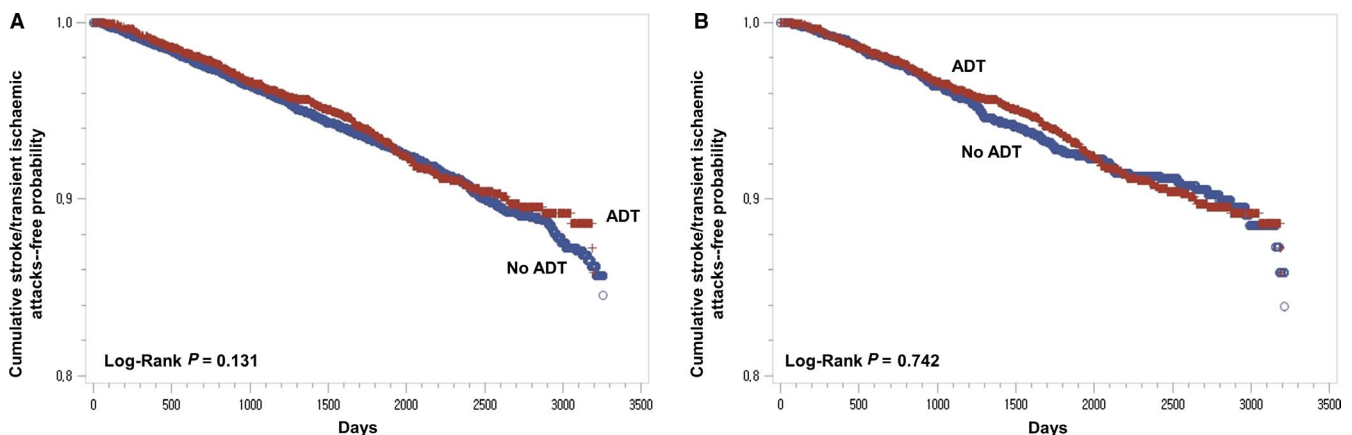 A
Cumulative stroke/transient ischaemic
attacks--free probability
1.0
0.9
0.8
ADT
No ADT
Log-Rank P = 0.131
0 500 1000 1500 2000 2500 3000 3500
Days
B
Cumulative stroke/transient ischaemic
attacks--free probability
1.0
0.9
0.8
ADT
No ADT
Log-Rank P = 0.742
0 500 1000 1500 2000 2500 3000 3500
Days